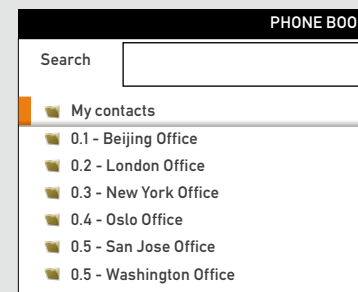 PHONE BOO
Search
My contacts
0.1 - Beijing Office
0.2 - London Office
0.3 - New York Office
0.4 - Oslo Office
0.5 - San Jose Office
0.5 - Washington Office